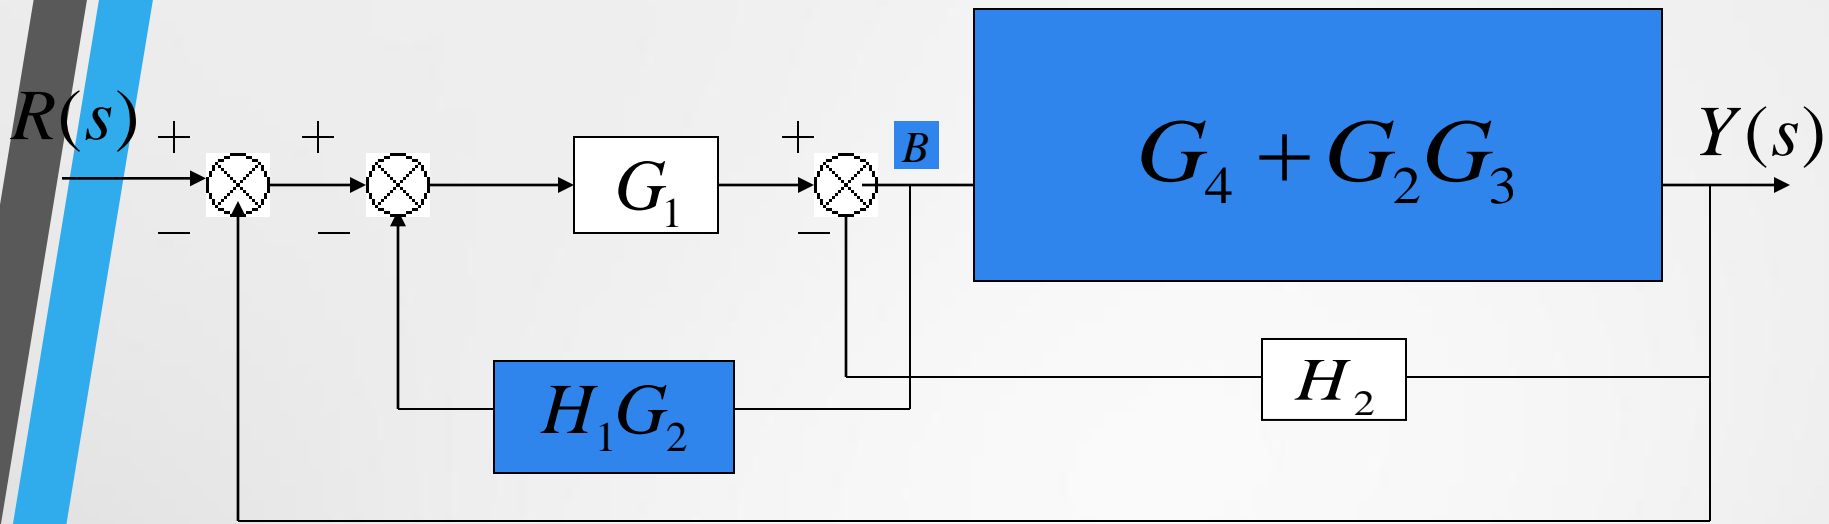 R(s)
+
+
+
B
G₄ + G₂G₃
Y(s)
G₁
−
−
−
H₂
H₁G₂